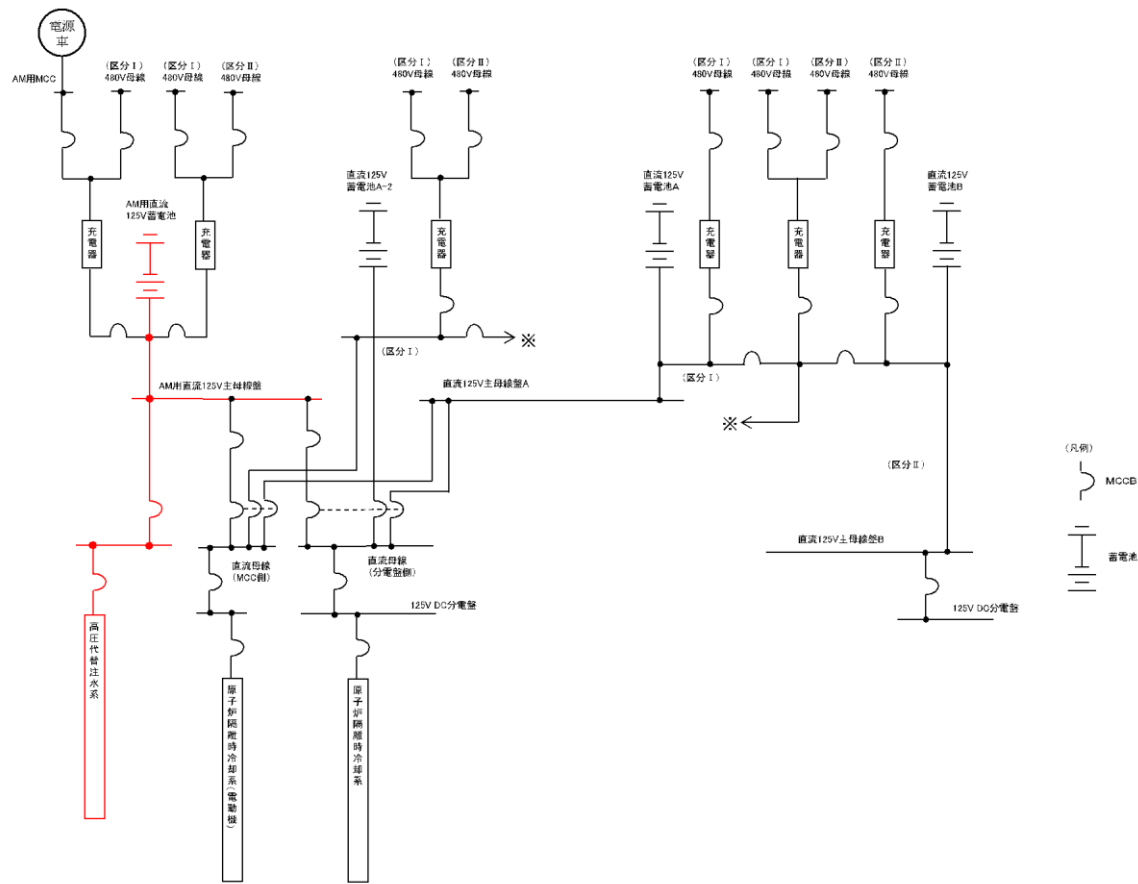 電源
車
AM用MCC
(区分Ⅰ)
480V母線
(区分Ⅰ)
480V母線
(区分Ⅱ)
480V母線
(区分Ⅰ)
480V母線
(区分Ⅱ)
480V母線
(区分Ⅰ)
480V母線
(区分Ⅰ)
480V母線
(区分Ⅱ)
480V母線
(区分Ⅱ)
480V母線
AM用直流
125V蓄電池
充電器
充電器
直流125V
蓄電池A-2
充電器
直流125V
蓄電池A
充電器
充電器
充電器
直流125V
蓄電池B
(区分Ⅰ)
※
(区分Ⅰ)
AM用直流125V主母線盤
直流125V主母線盤A
※
(区分Ⅱ)
(凡例)
MCCB
蓄電池
直流母線
(MCC側)
直流母線
(分電盤側)
直流125V主母線盤B
125V DC分電盤
125V DC分電盤
高圧代替注水系
原子炉隔離時冷却系(電動機)
原子炉隔離時冷却系